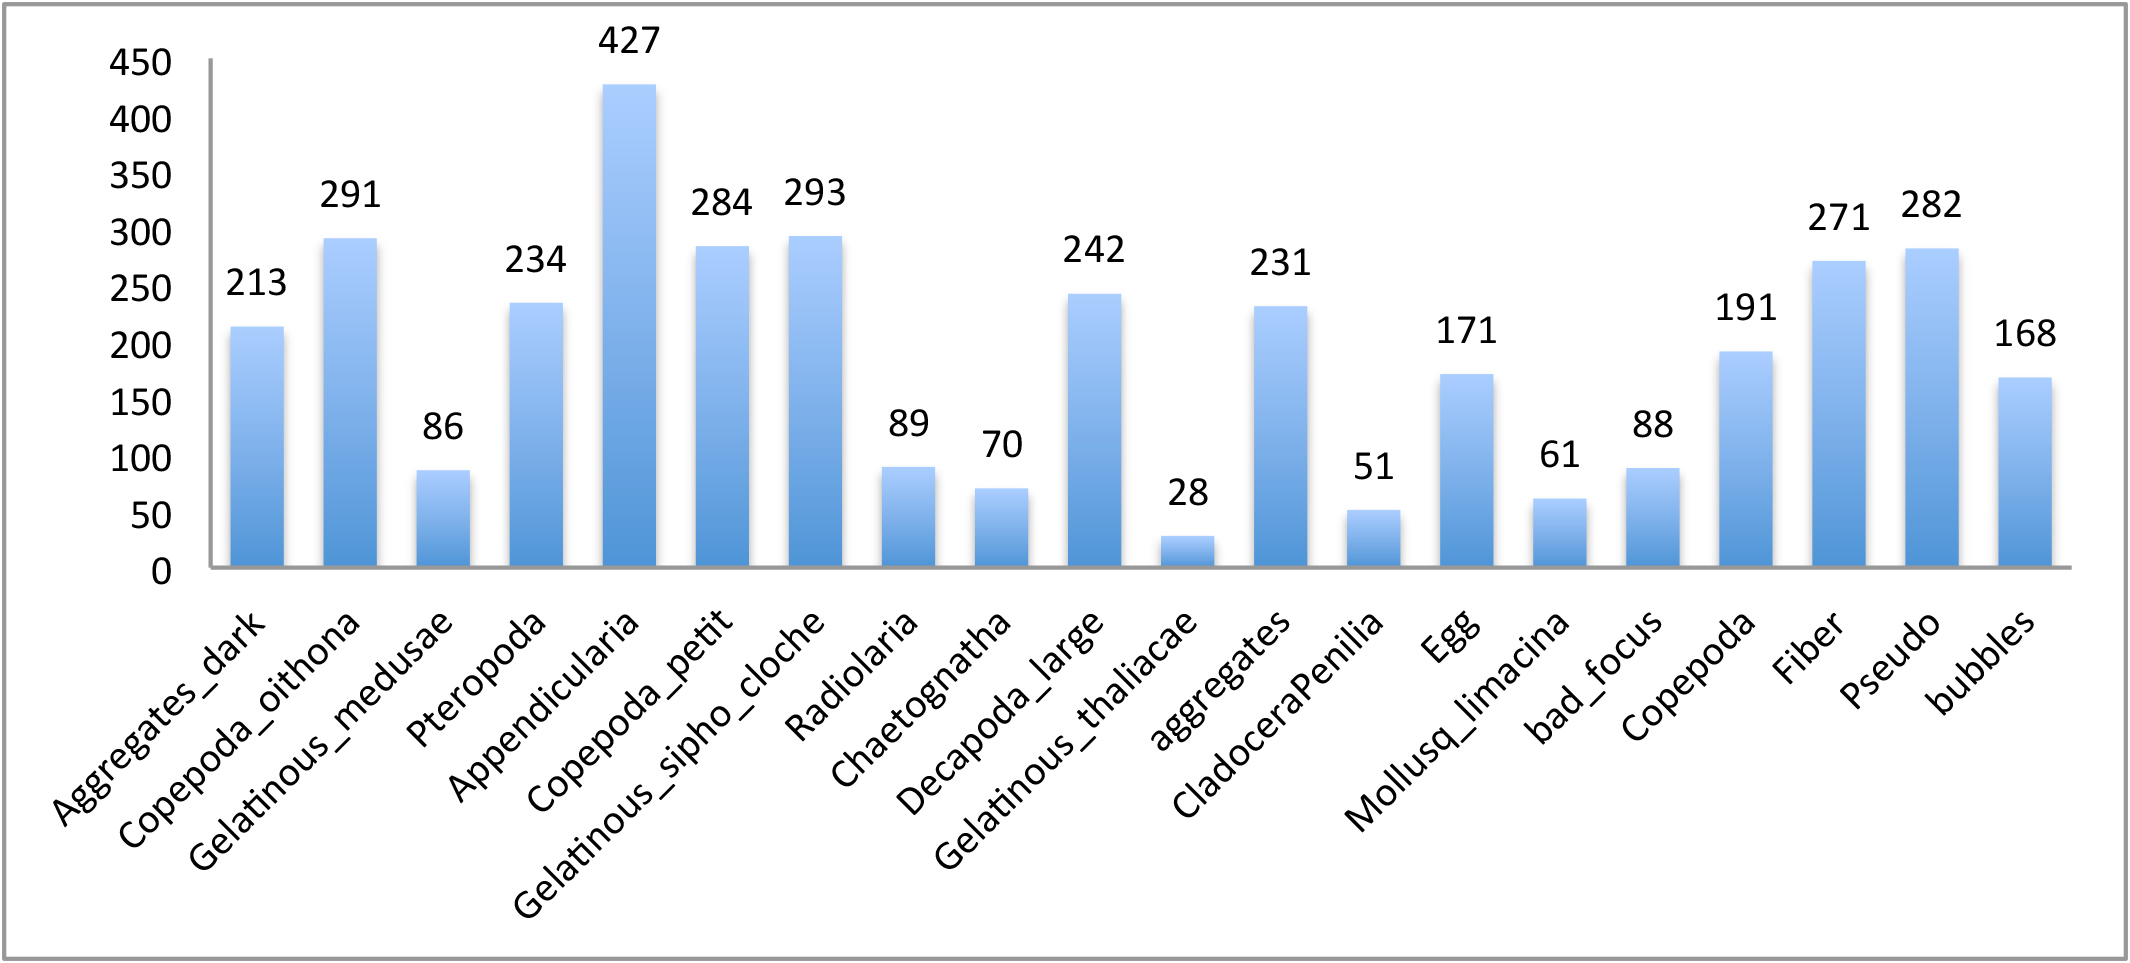 450
400
350
300
250
200
150
100
50
0
213
291
86
234
427
284
293
89
70
242
28
231
51
171
61
88
191
271
282
168
Aggregates_dark
Copepoda_oithona
Gelatinous_medusae
Pteropoda
Appendicularia
Copepoda_petit
Gelatinous_sipho_cloche
Radiolaria
Chaetognatha
Decapoda_large
Gelatinous_thaliacae
aggregates
CladoceraPenilia
Egg
Mollusq_limacina
bad_focus
Copepoda
Fiber
Pseudo
bubbles